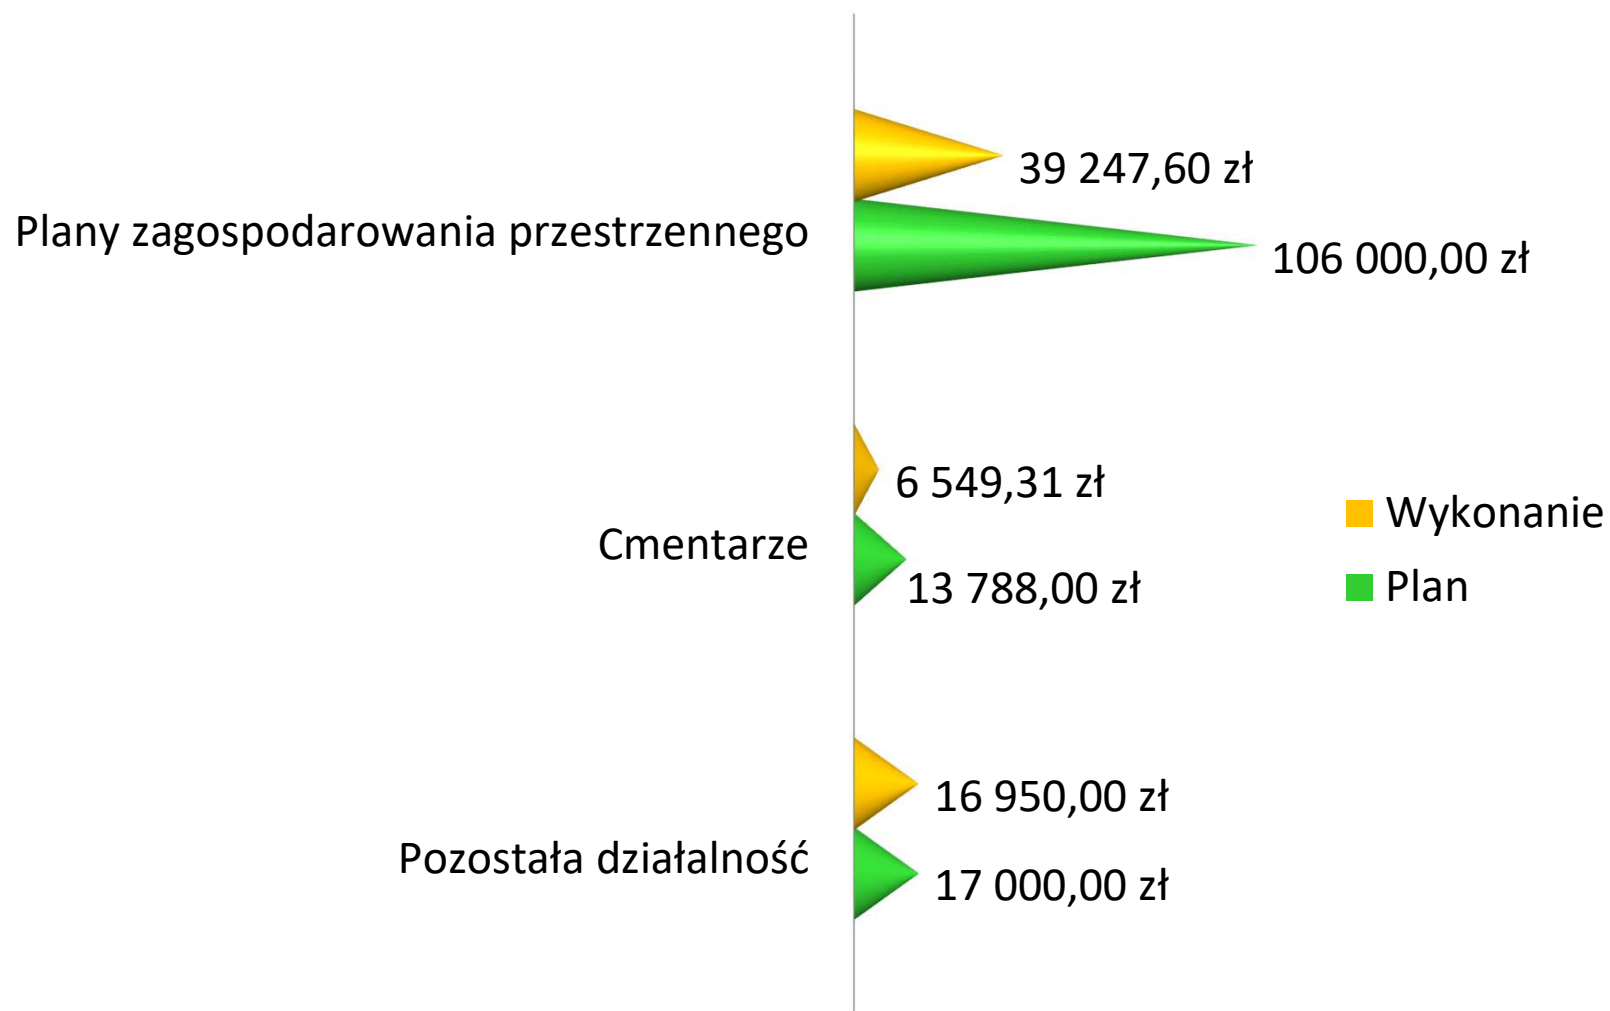 39 247,60 zł
Plany zagospodarowania przestrzennego
106 000,00 zł
6 549,31 zł
Cmentarze
13 788,00 zł
Wykonanie
Plan
16 950,00 zł
Pozostała działalność
17 000,00 zł